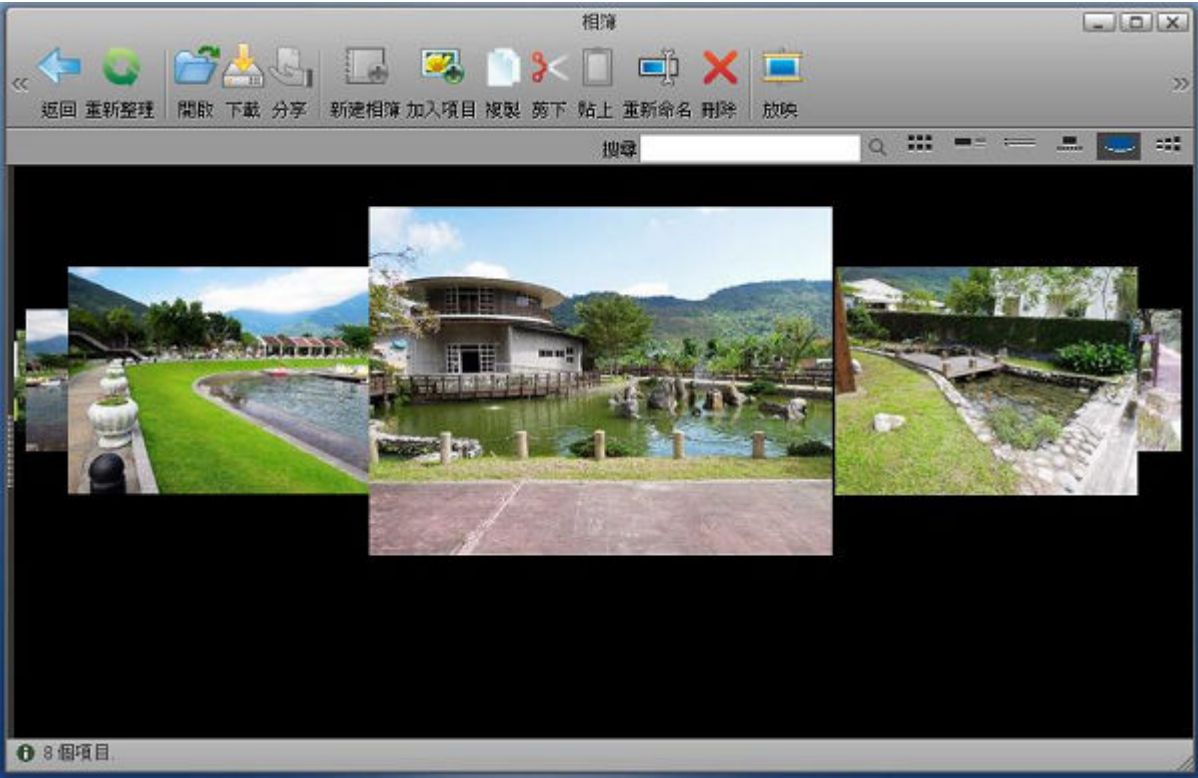 相簿
返回 重新整理 開啟 下載 分享 新建相簿 加入項目 複製 剪下 貼上 重新命名 刪除 放映
搜尋
8 個項目.